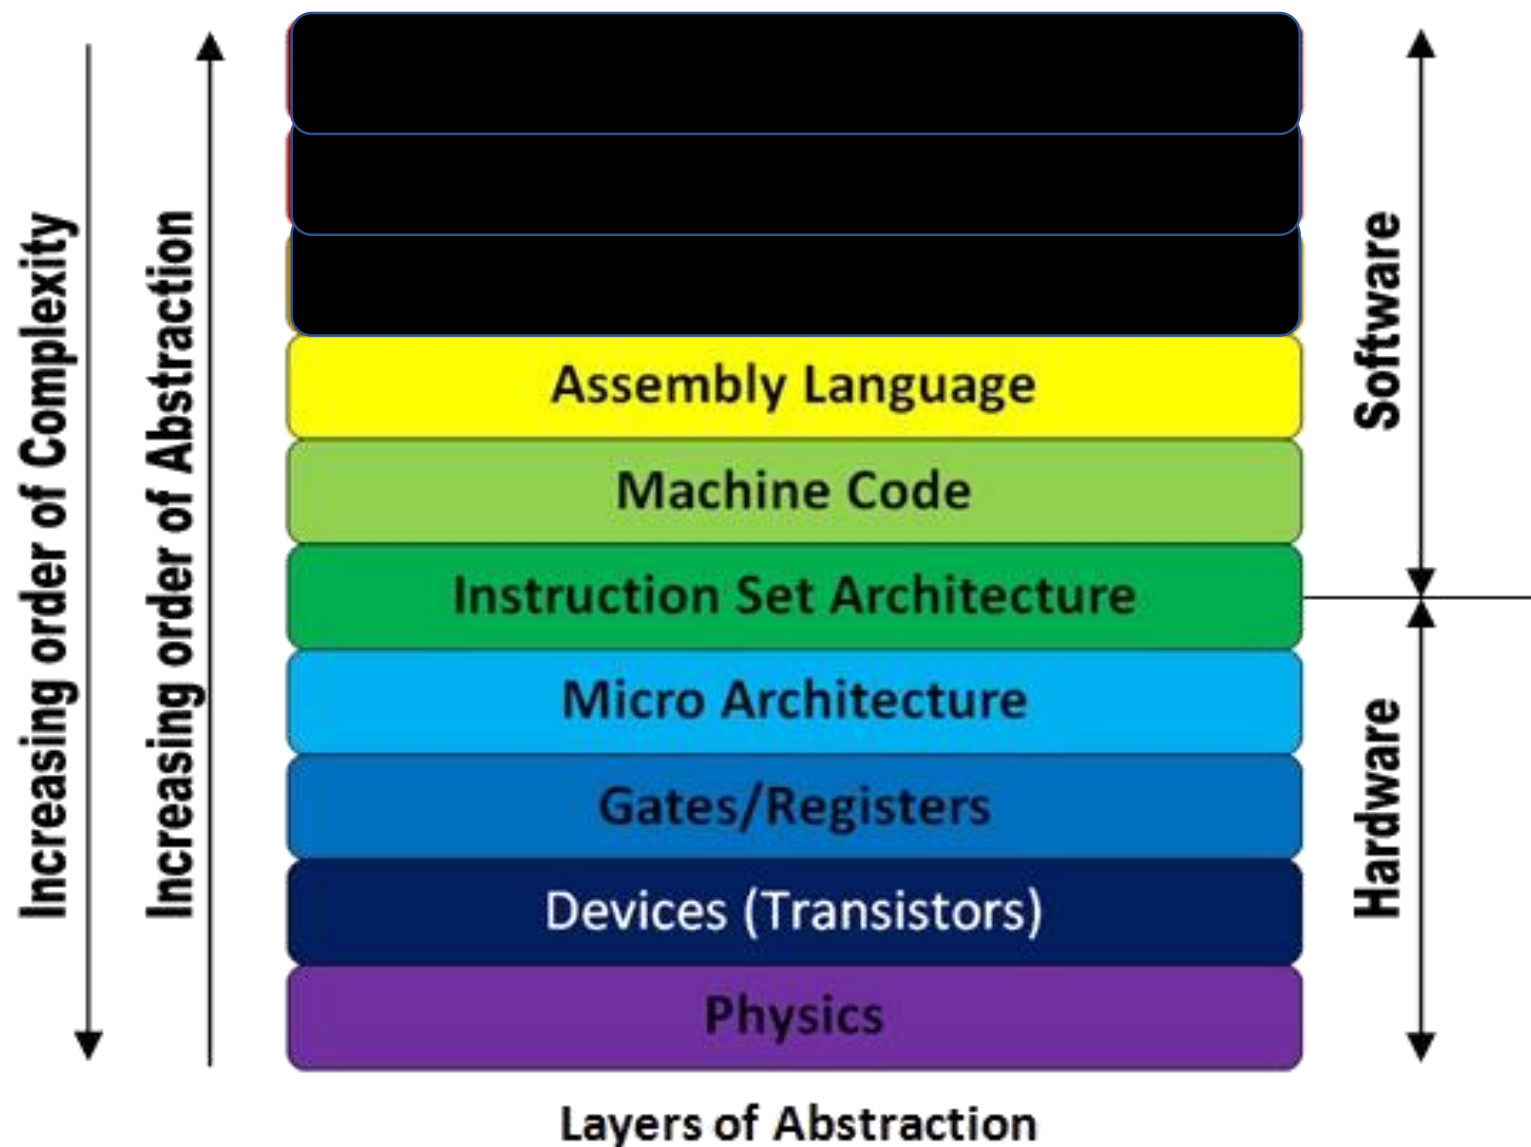 Increasing order of Complexity
Increasing order of Abstraction
Assembly Language
Machine Code
Instruction Set Architecture
Micro Architecture
Gates/Registers
Devices (Transistors)
Physics
Software
Hardware
Layers of Abstraction